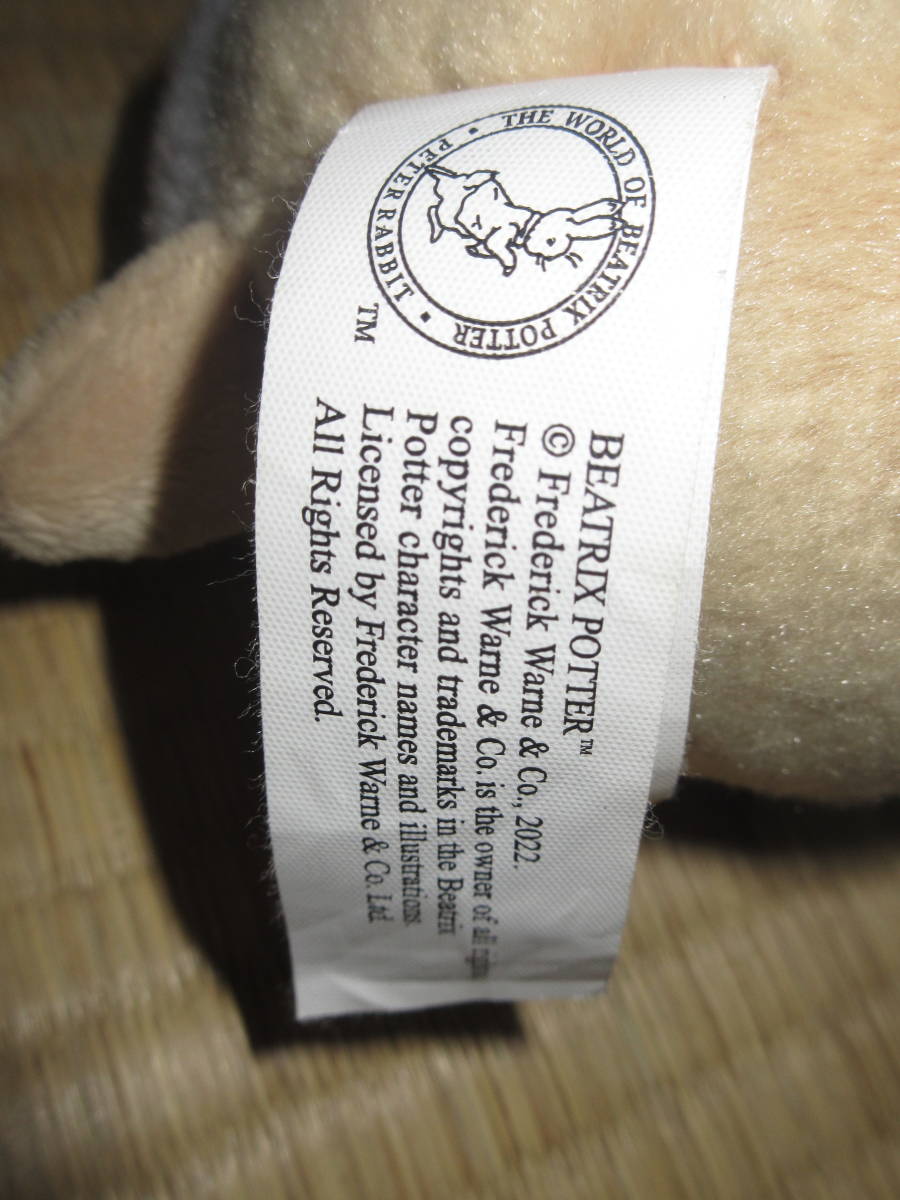 THE WORLD OF BEATRIX POTTER
PETER RABBIT
TM
BEATRIX POTTER™
© Frederick Warne & Co., 2022.
Frederick Warne & Co. is the owner of all rights
copyrights and trademarks in the Beatrix
Potter character names and illustrations.
Licensed by Frederick Warne & Co. Ltd.
All Rights Reserved.